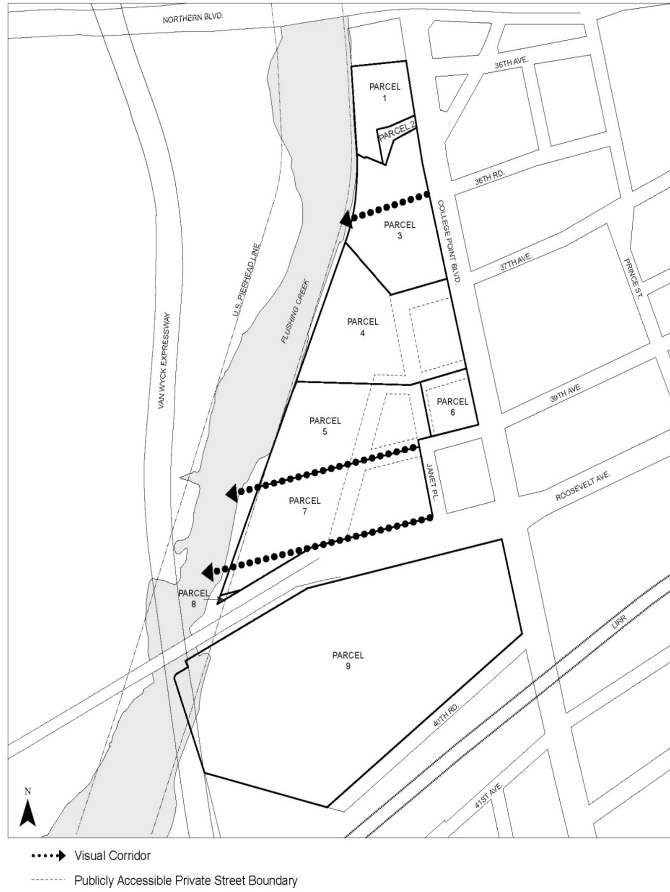 NORTHERN BLVD.
36TH AVE.
PARCEL
1
PARCEL 2
36TH RD.
PARCEL
3
COLLEGE POINT BLVD.
37TH AVE.
PRINCE ST.
U.S. PIERHEAD LINE
FLUSHING CREEK
VAN WYCK EXPRESSWAY
PARCEL
4
39TH AVE.
PARCEL
5
PARCEL
6
JANET PL.
ROOSEVELT AVE.
PARCEL
7
PARCEL
8
LIRR
PARCEL
9
40TH RD.
41ST AVE.
N
Visual Corridor
Publicly Accessible Private Street Boundary